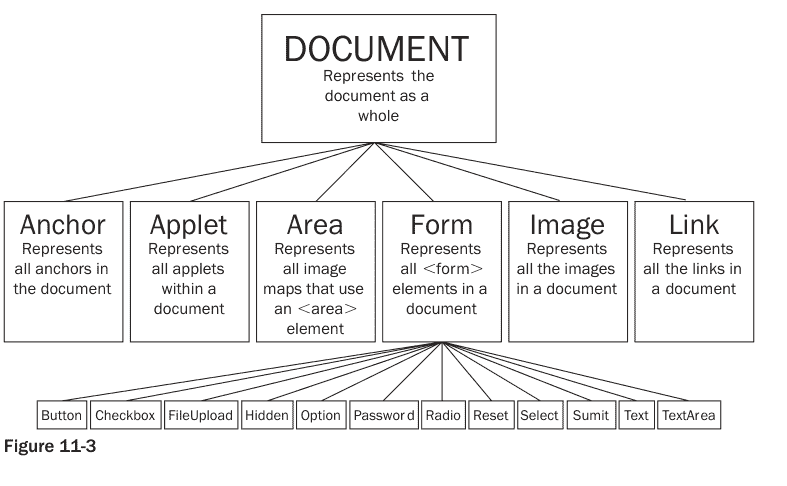 DOCUMENT
Represents the
document as a
whole
Anchor
Represents
all anchors in
the document
Applet
Represents
all applets
within a
document
Area
Represents
all image
maps that use
an <area>
element
Form
Represents
all <form>
elements in a
document
Image
Represents
all the images
in a document
Link
Represents
all the links in
a document
Button
Checkbox
FileUpload
Hidden
Option
Password
Radio
Reset
Select
Sumit
Text
TextArea
Figure 11-3